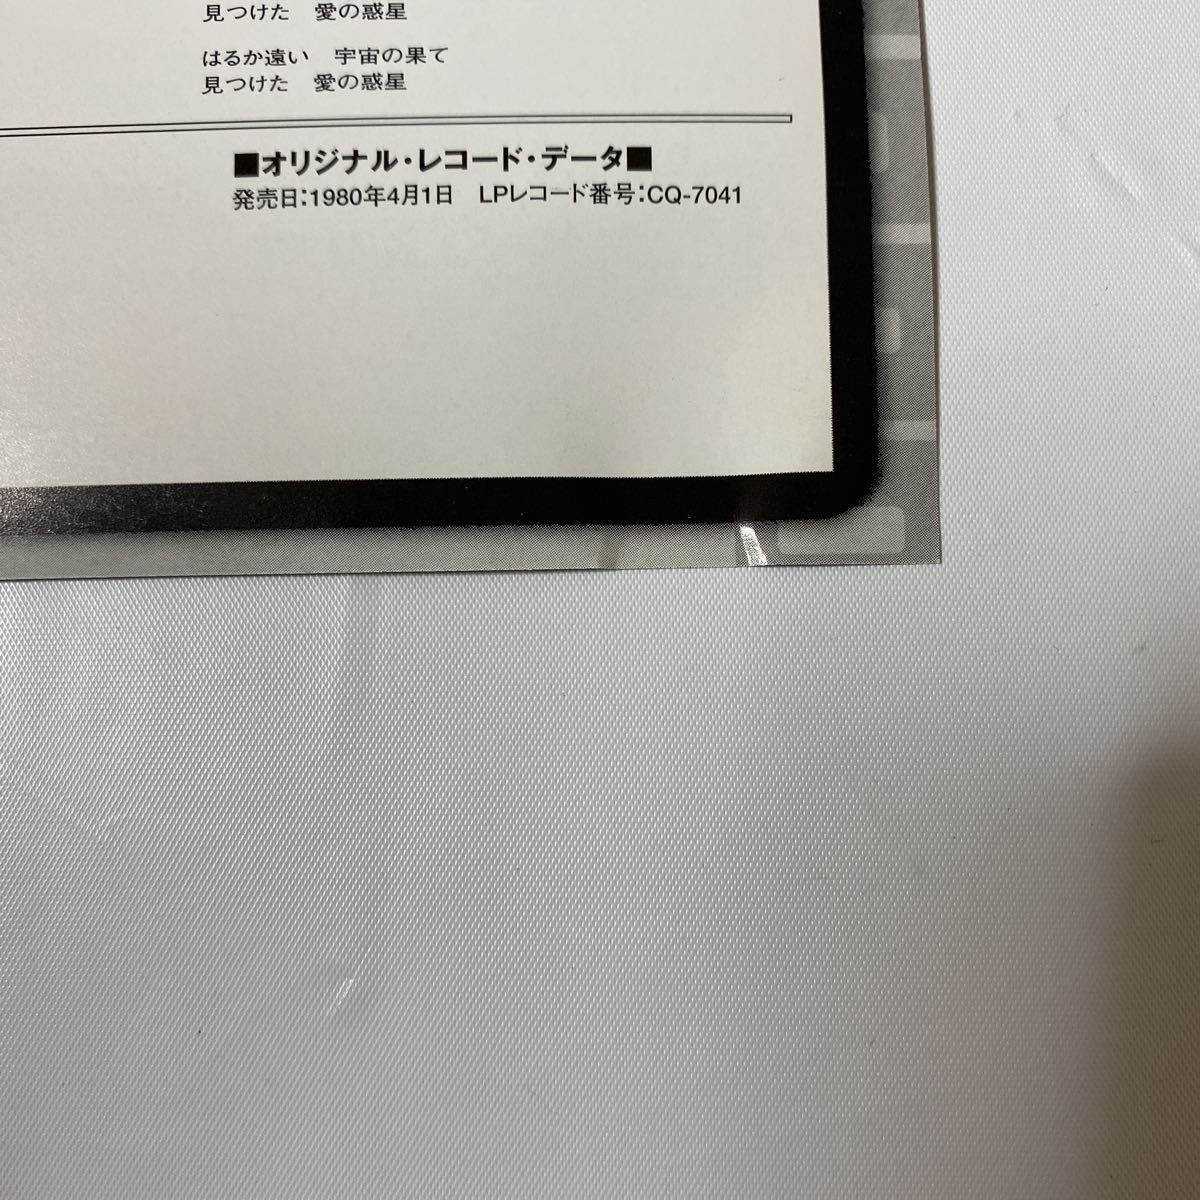 見つけた　愛の惑星
はるか遠い　宇宙の果て
見つけた　愛の惑星
■オリジナル・レコード・データ■
発売日：1980年4月1日　LPレコード番号：CQ-7041